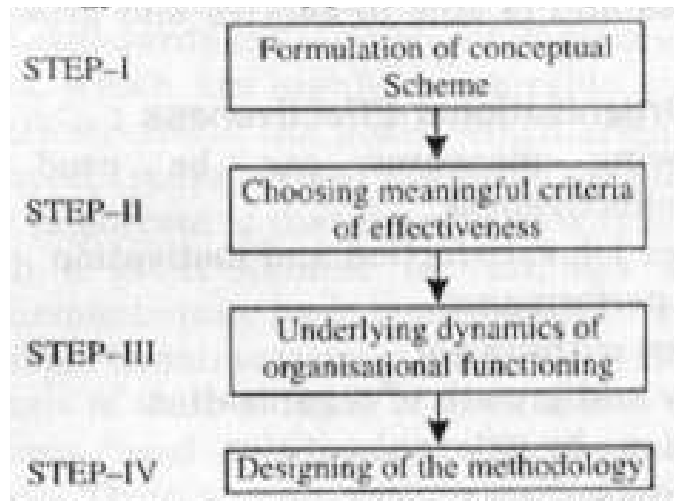 STEP–I
Formulation of conceptual
Scheme
STEP–II
Choosing meaningful criteria
of effectiveness
STEP–III
Underlying dynamics of
organisational functioning
STEP–IV
Designing of the methodology